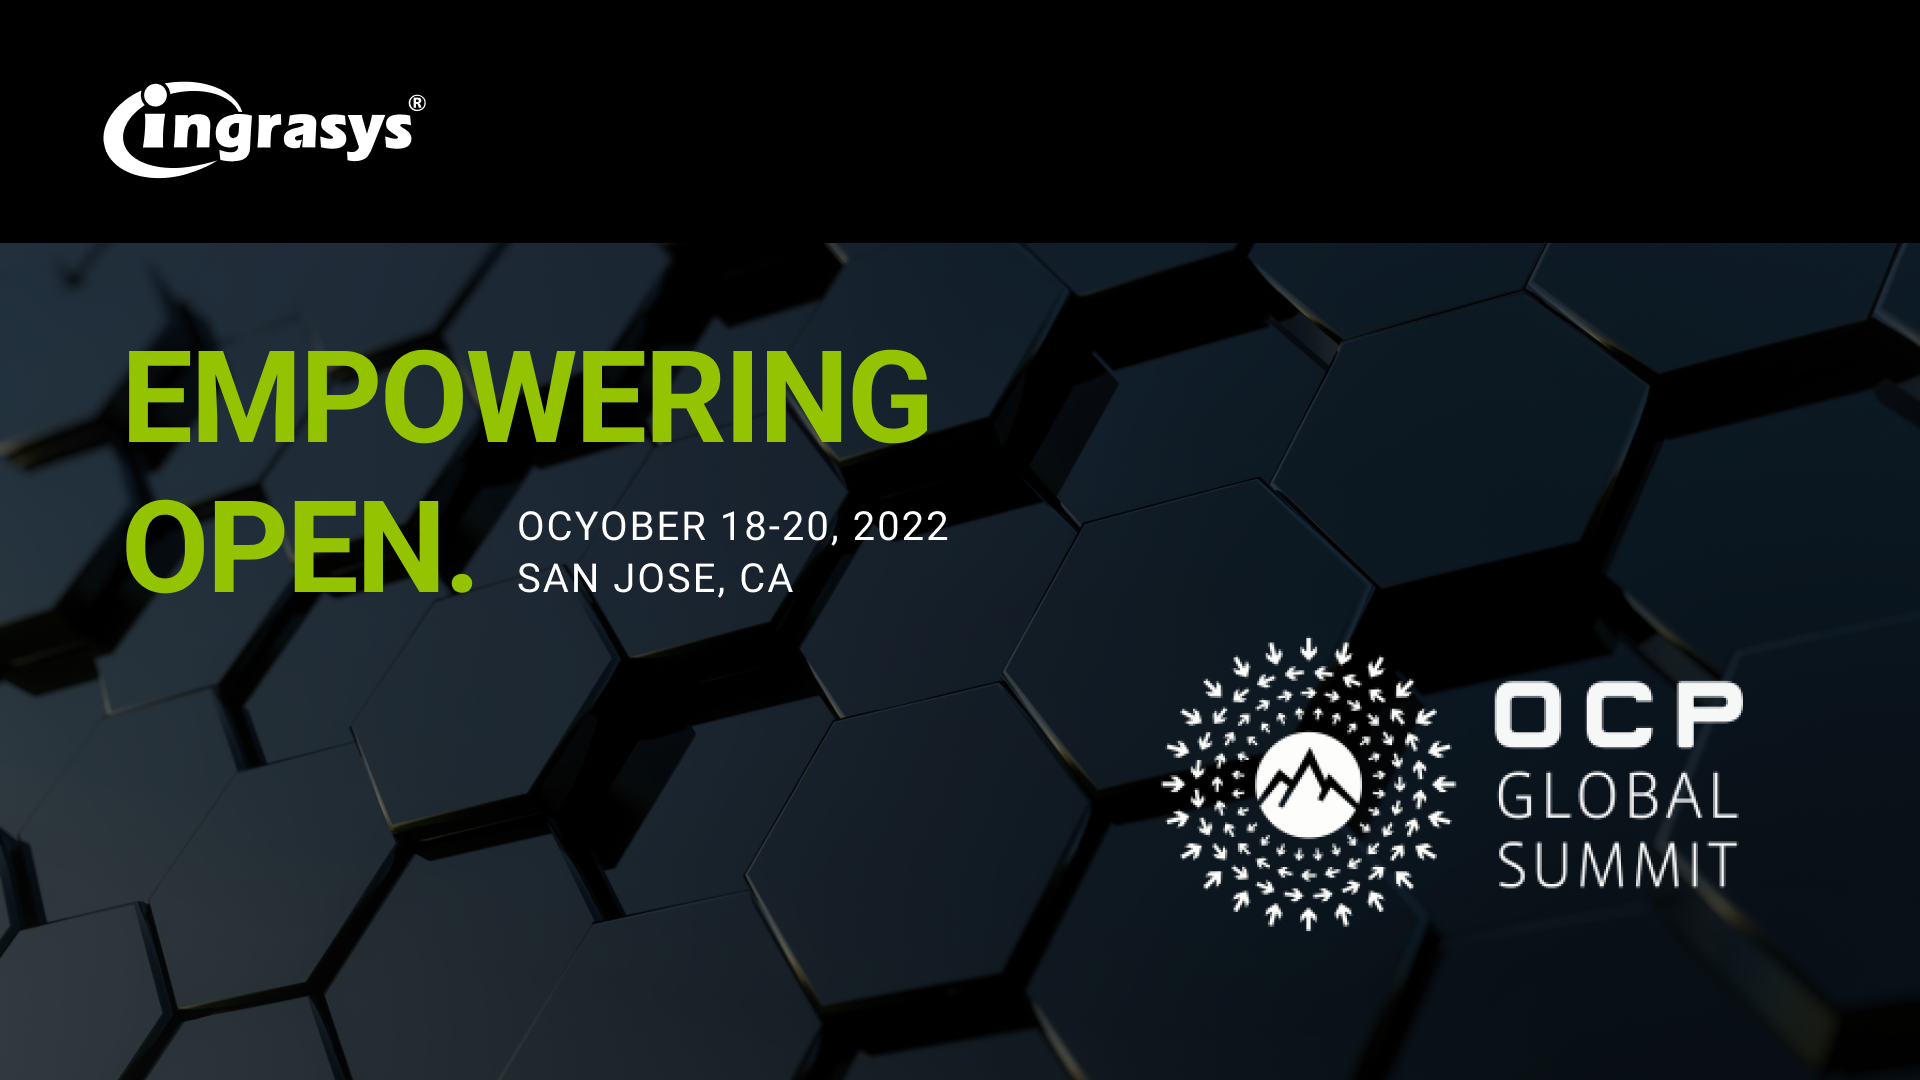 ingrasys®
EMPOWERING
OPEN.
OCYOBER 18-20, 2022
SAN JOSE, CA
OCP
GLOBAL
SUMMIT